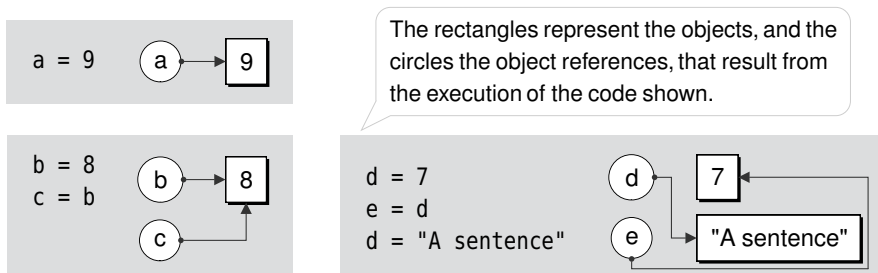 a = 9
a
9
The rectangles represent the objects, and the
circles the object references, that result from
the execution of the code shown.
b = 8
c = b
b
8
c
d = 7
e = d
d = "A sentence"
d
7
e
"A sentence"